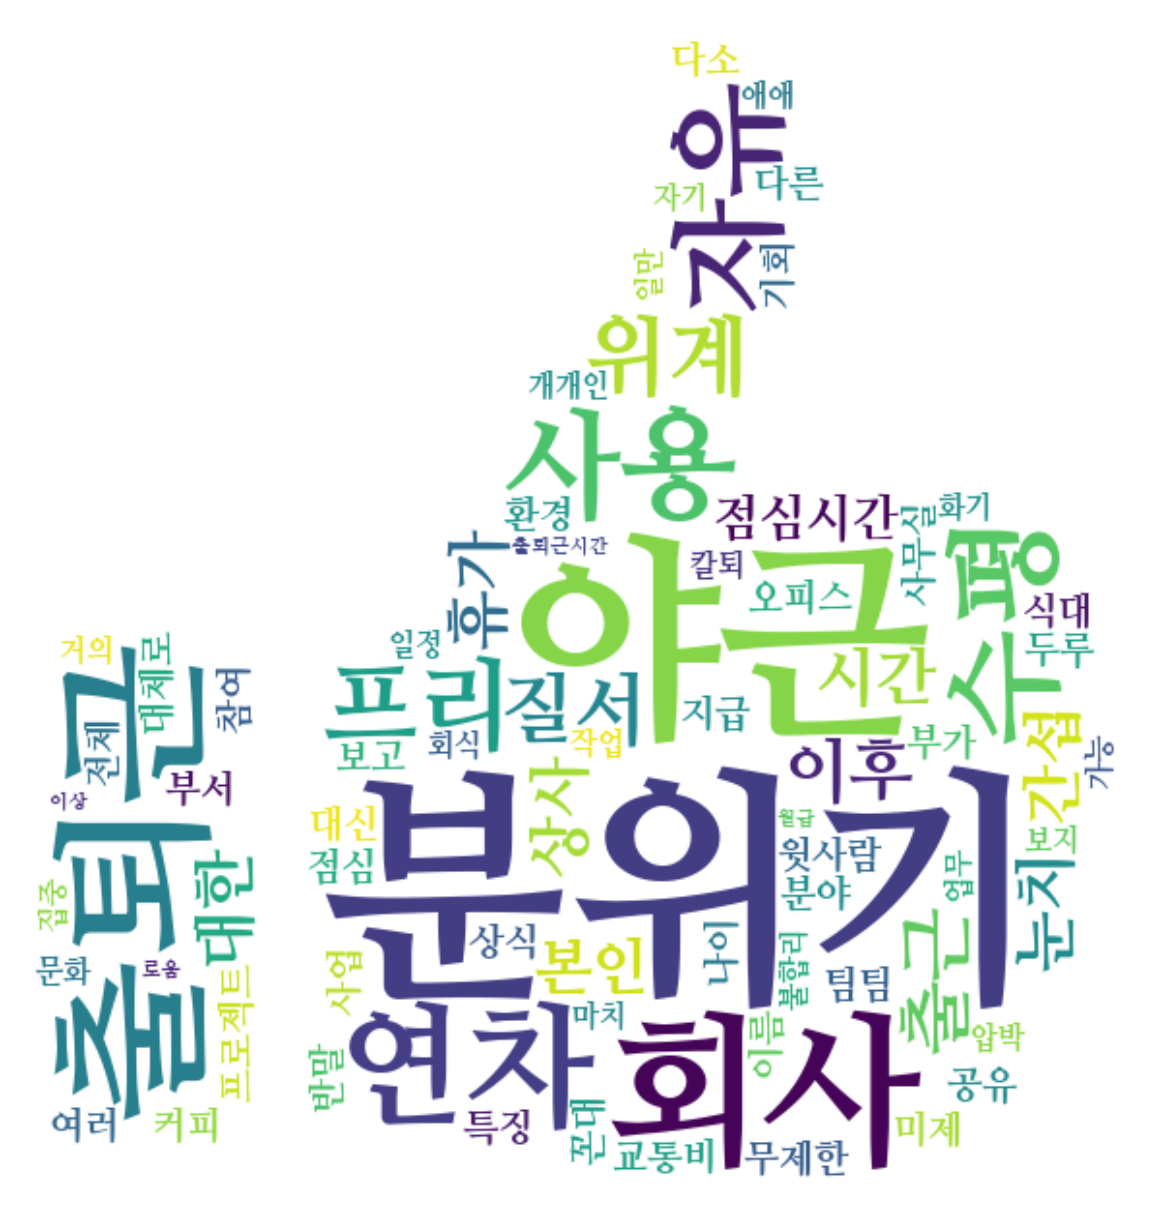 다소
애애
자유
다른
자기
기회
일만
위계
개개인
사용
환경
점심시간
사무실
화기
출퇴근시간
칼퇴
휴가
야근
오피스
수평
식대
두루
일정
프리
질서
지급
시간
간섭
보고
회식
작업
이후
부가
가능
거의
대체로
참여
전체
부서
이상
출퇴근
대한
집중
문화
로움
프로젝트
여러
커피
대신
점심
상사
분위기
월급
윗사람
분야
업무
보지
눈치
상식
본인
나이
불합리
팀팀
출근
사업
연차
마치
회사
이름
압박
공유
반말
특징
꼰대
교통비
무제한
미제